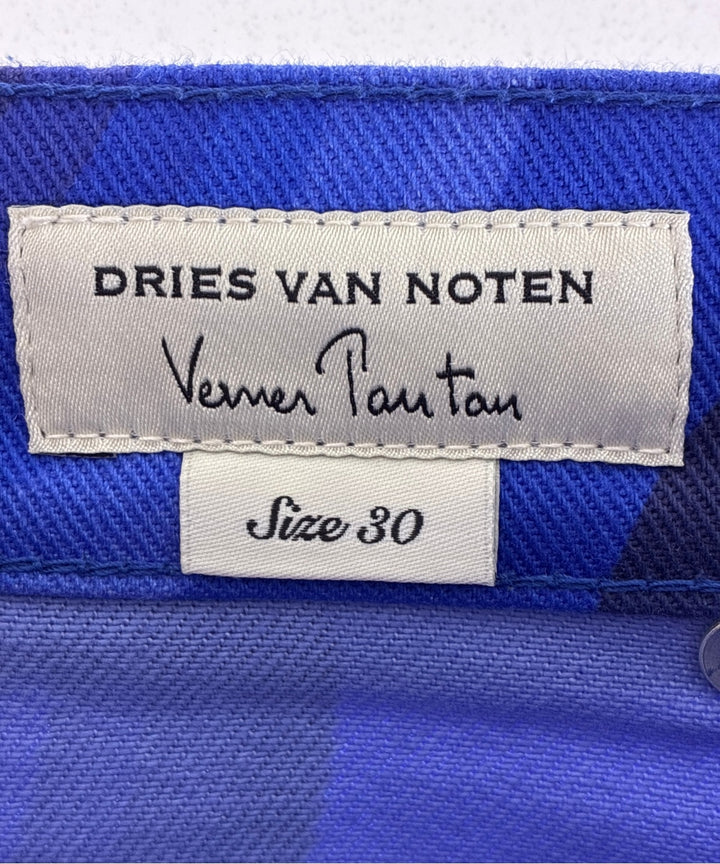 DRIES VAN NOTEN
Verner Panton
Size 30